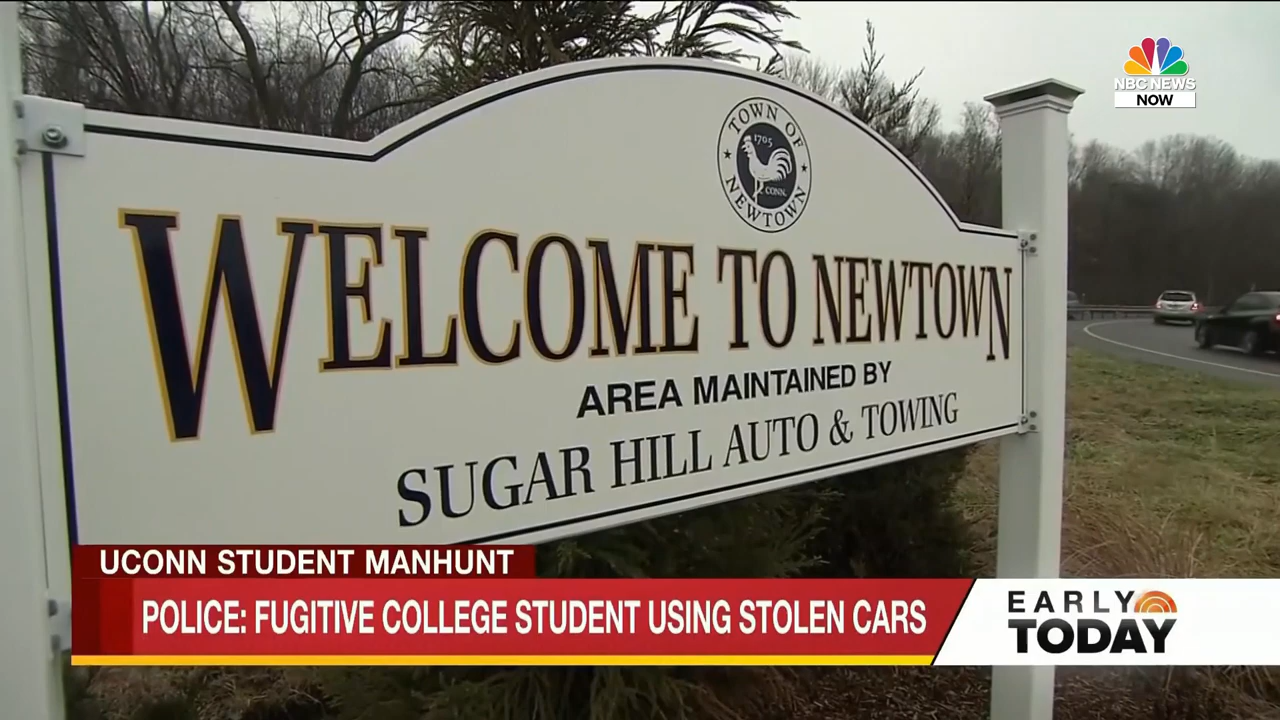 NBC NEWS
NOW
TOWN OF
1705
CONN.
NEWTOWN
WELCOME TO NEWTOWN
AREA MAINTAINED BY
SUGAR HILL AUTO & TOWING
UCONN STUDENT MANHUNT
POLICE: FUGITIVE COLLEGE STUDENT USING STOLEN CARS
EARLY
TODAY